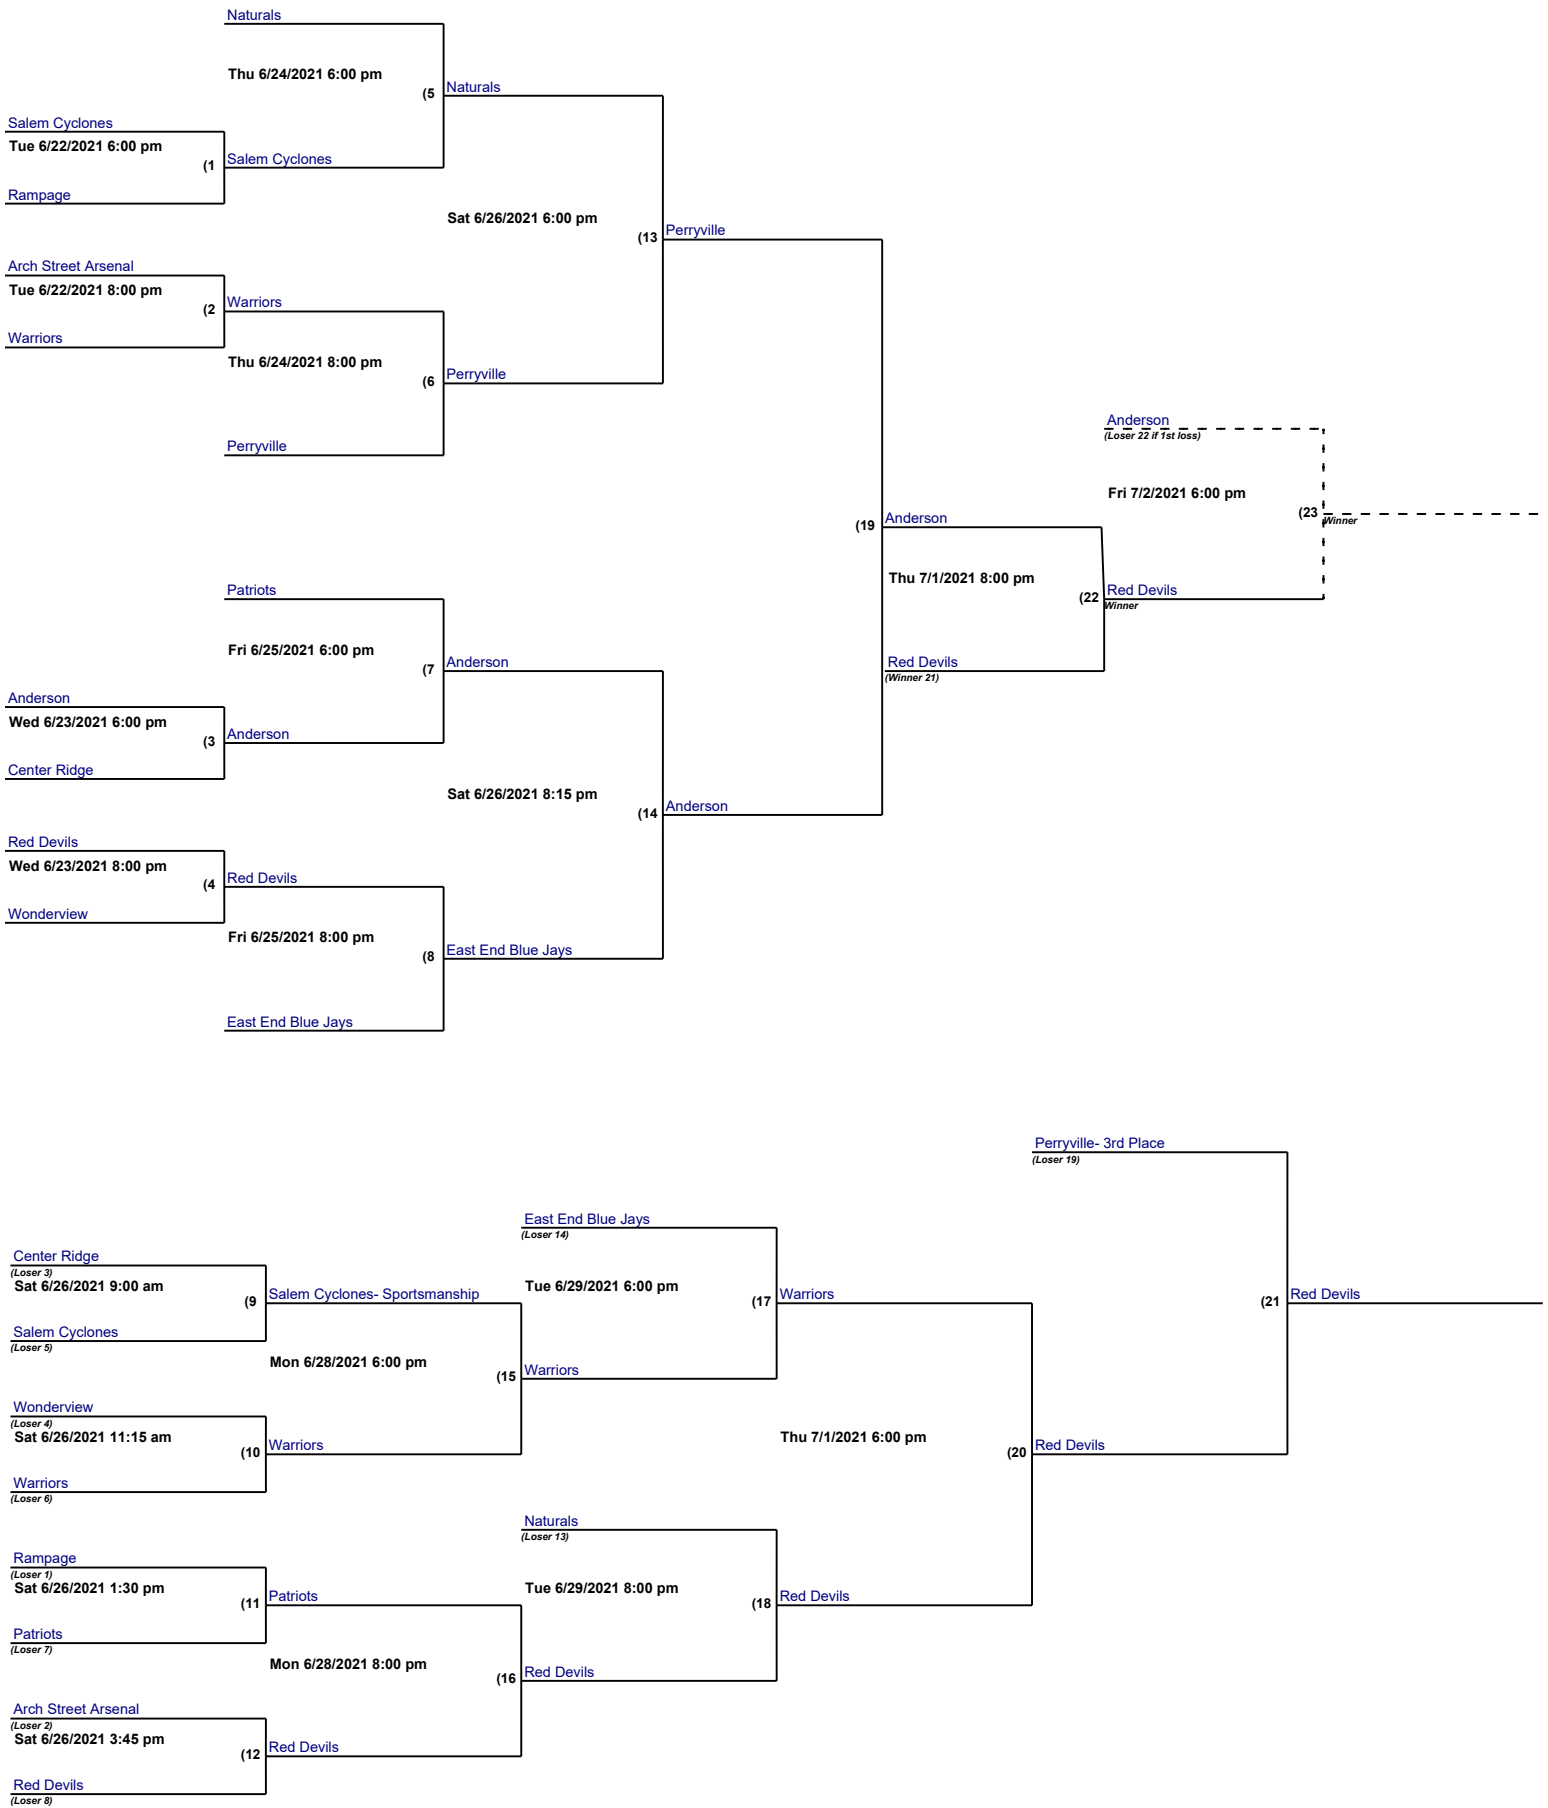 Naturals
Thu 6/24/2021 6:00 pm
(5
Naturals
Salem Cyclones
Tue 6/22/2021 6:00 pm
(1
Salem Cyclones
Rampage
Sat 6/26/2021 6:00 pm
(13
Perryville
Arch Street Arsenal
Tue 6/22/2021 8:00 pm
(2
Warriors
Warriors
Thu 6/24/2021 8:00 pm
(6
Perryville
Perryville
Anderson
(Loser 22 if 1st loss)
Fri 7/2/2021 6:00 pm
(23
Winner
(19
Anderson
Thu 7/1/2021 8:00 pm
(22
Red Devils
Winner
Red Devils
(Winner 21)
Patriots
Fri 6/25/2021 6:00 pm
(7
Anderson
Anderson
Wed 6/23/2021 6:00 pm
(3
Anderson
Center Ridge
Sat 6/26/2021 8:15 pm
(14
Anderson
Red Devils
Wed 6/23/2021 8:00 pm
(4
Red Devils
Wonderview
Fri 6/25/2021 8:00 pm
(8
East End Blue Jays
East End Blue Jays
Perryville- 3rd Place
(Loser 19)
East End Blue Jays
(Loser 14)
Center Ridge
(Loser 3)
Sat 6/26/2021 9:00 am
(9
Salem Cyclones- Sportsmanship
Tue 6/29/2021 6:00 pm
(17
Warriors
(21
Red Devils
Salem Cyclones
(Loser 5)
Mon 6/28/2021 6:00 pm
(15
Warriors
Wonderview
(Loser 4)
Sat 6/26/2021 11:15 am
(10
Warriors
Thu 7/1/2021 6:00 pm
(20
Red Devils
Warriors
(Loser 6)
Naturals
(Loser 13)
Rampage
(Loser 1)
Sat 6/26/2021 1:30 pm
(11
Patriots
Tue 6/29/2021 8:00 pm
(18
Red Devils
Patriots
(Loser 7)
Mon 6/28/2021 8:00 pm
(16
Red Devils
Arch Street Arsenal
(Loser 2)
Sat 6/26/2021 3:45 pm
(12
Red Devils
Red Devils
(Loser 8)